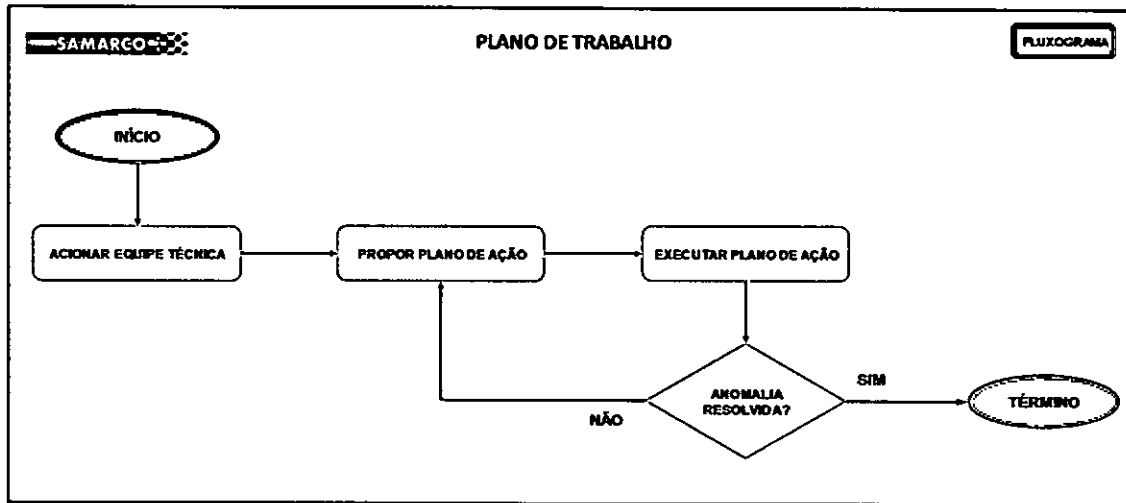 SAMARCO
PLANO DE TRABALHO
FLUXOGRAMA
INÍCIO
ACIONAR EQUIPE TÉCNICA
PROPOR PLANO DE AÇÃO
EXECUTAR PLANO DE AÇÃO
ANOMALIA
RESOLVIDA?
SIM
NÃO
TÉRMINO